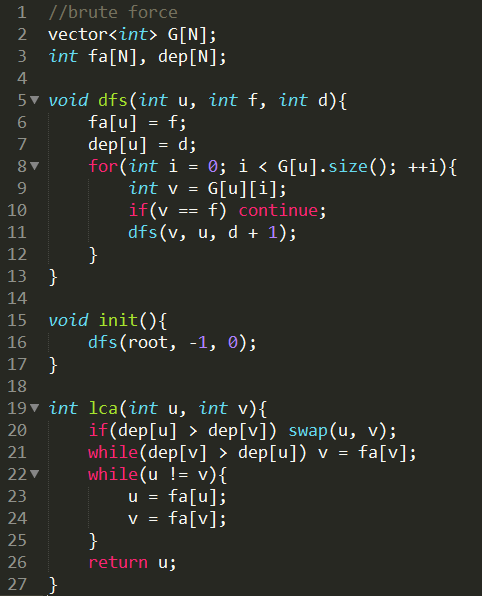 1 //brute force
2 vector<int> G[N];
3 int fa[N], dep[N];
4
5 void dfs(int u, int f, int d){
6     fa[u] = f;
7     dep[u] = d;
8     for(int i = 0; i < G[u].size(); ++i){
9         int v = G[u][i];
10         if(v == f) continue;
11         dfs(v, u, d + 1);
12     }
13 }
14
15 void init(){
16     dfs(root, -1, 0);
17 }
18
19 int lca(int u, int v){
20     if(dep[u] > dep[v]) swap(u, v);
21     while(dep[v] > dep[u]) v = fa[v];
22     while(u != v){
23         u = fa[u];
24         v = fa[v];
25     }
26     return u;
27 }